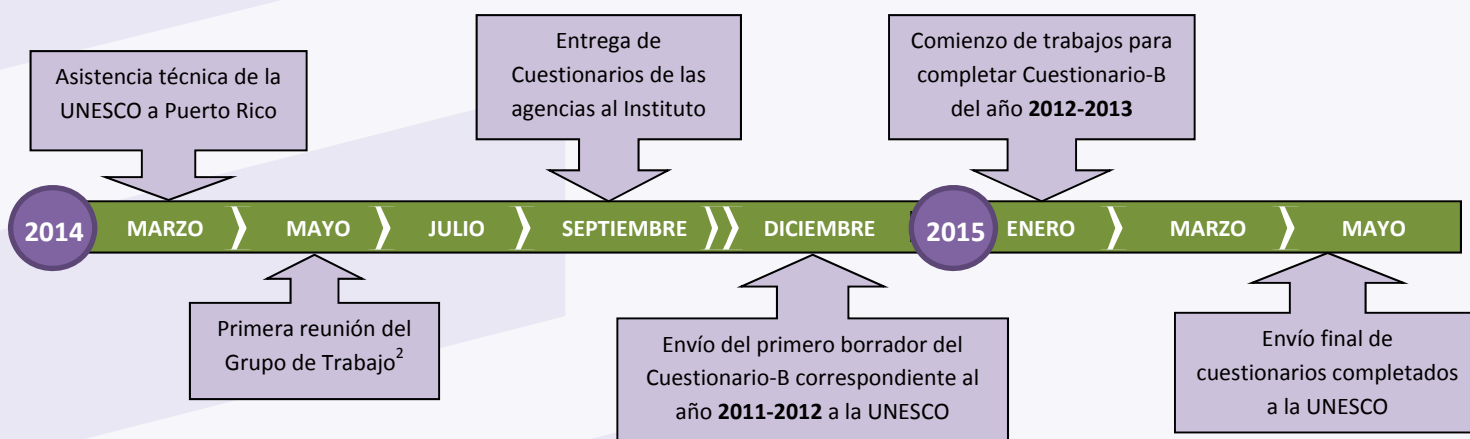 Asistencia técnica de la
UNESCO a Puerto Rico
Entrega de
Cuestionarios de las
agencias al Instituto
Comienzo de trabajos para
completar Cuestionario-B
del año 2012-2013
2014
MARZO
MAYO
JULIO
SEPTIEMBRE
DICIEMBRE
2015
ENERO
MARZO
MAYO
Primera reunión del
Grupo de Trabajo2
Envío del primero borrador del
Cuestionario-B correspondiente al
año 2011-2012 a la UNESCO
Envío final de
cuestionarios completados
a la UNESCO